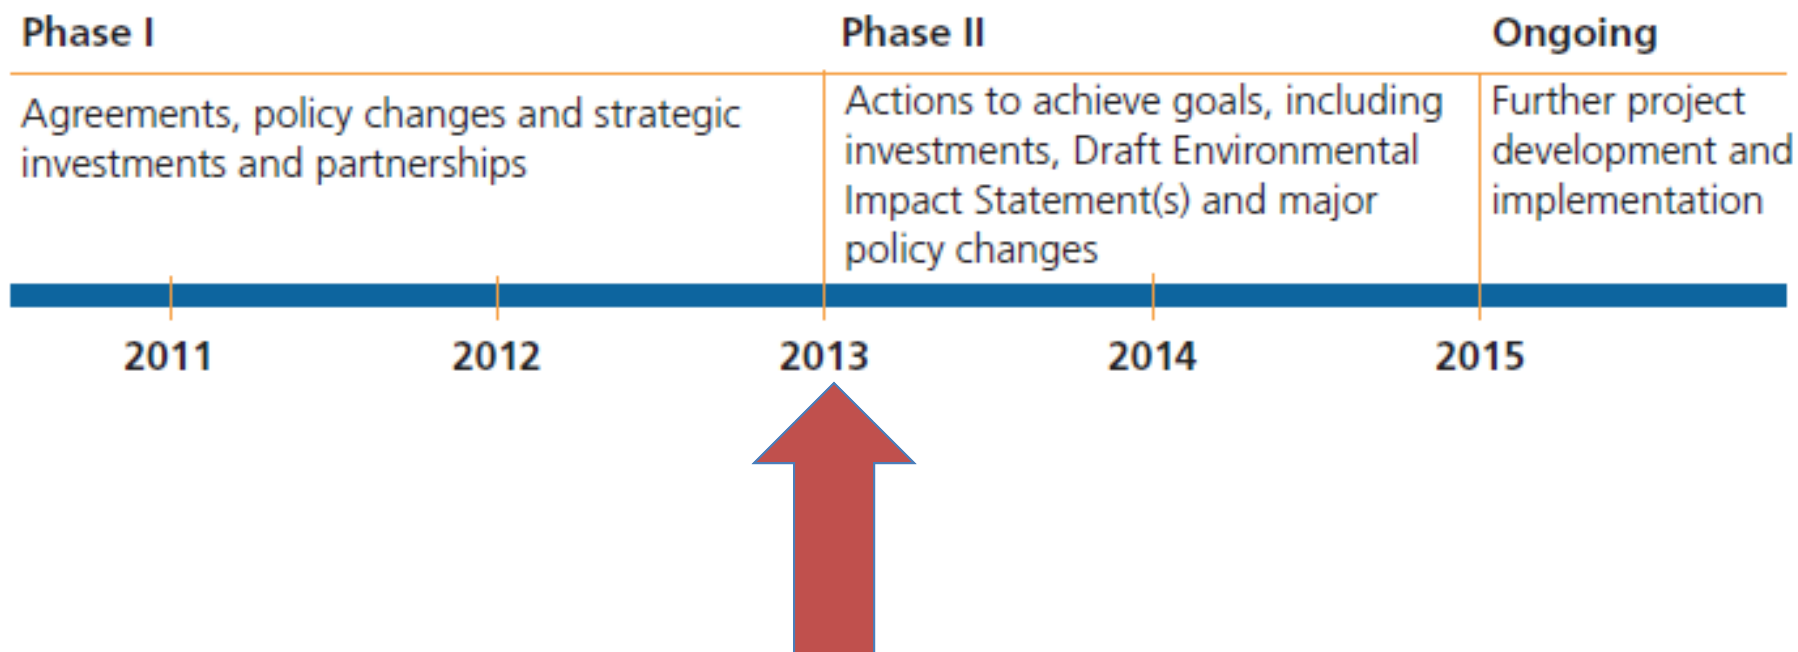 Phase I
Agreements, policy changes and strategic
investments and partnerships
Phase II
Actions to achieve goals, including
investments, Draft Environmental
Impact Statement(s) and major
policy changes
Ongoing
Further project
development and
implementation
2011
2012
2013
2014
2015